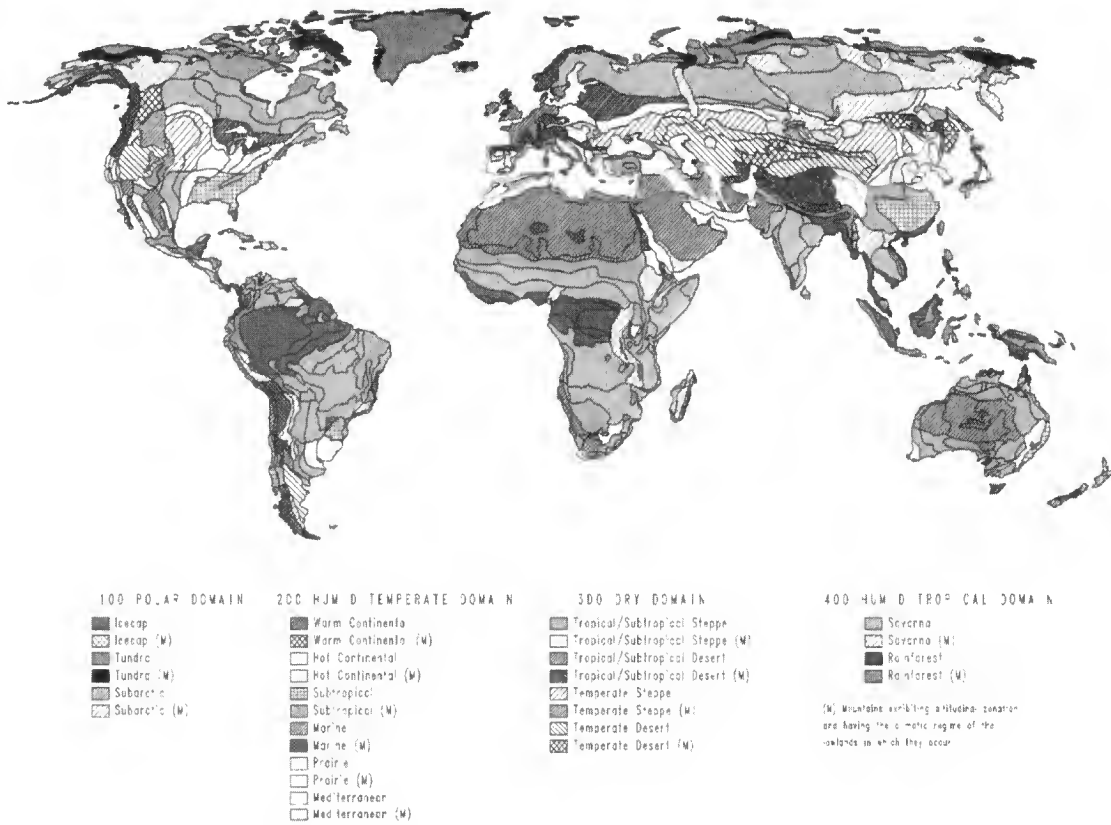 100 POLAR DOMAIN
Icecap
Icecap (M)
Tundra
Tundra (M)
Subarctic
Subarctic (M)
200 HUMID TEMPERATE DOMAIN
Warm Continental
Warm Continental (M)
Hot Continental
Hot Continental (M)
Subtropical
Subtropical (M)
Marine
Marine (M)
Prairie
Prairie (M)
Mediterranean
Mediterranean (M)
300 DRY DOMAIN
Tropical/Subtropical Steppe
Tropical/Subtropical Steppe (M)
Tropical/Subtropical Desert
Tropical/Subtropical Desert (M)
Temperate Steppe
Temperate Steppe (M)
Temperate Desert
Temperate Desert (M)
400 HUMID TROPICAL DOMAIN
Savanna
Savanna (M)
Rainforest
Rainforest (M)
(M) Mountains exhibiting altitudinal zonation
and having the climatic regime of the
lowlands in which they occur